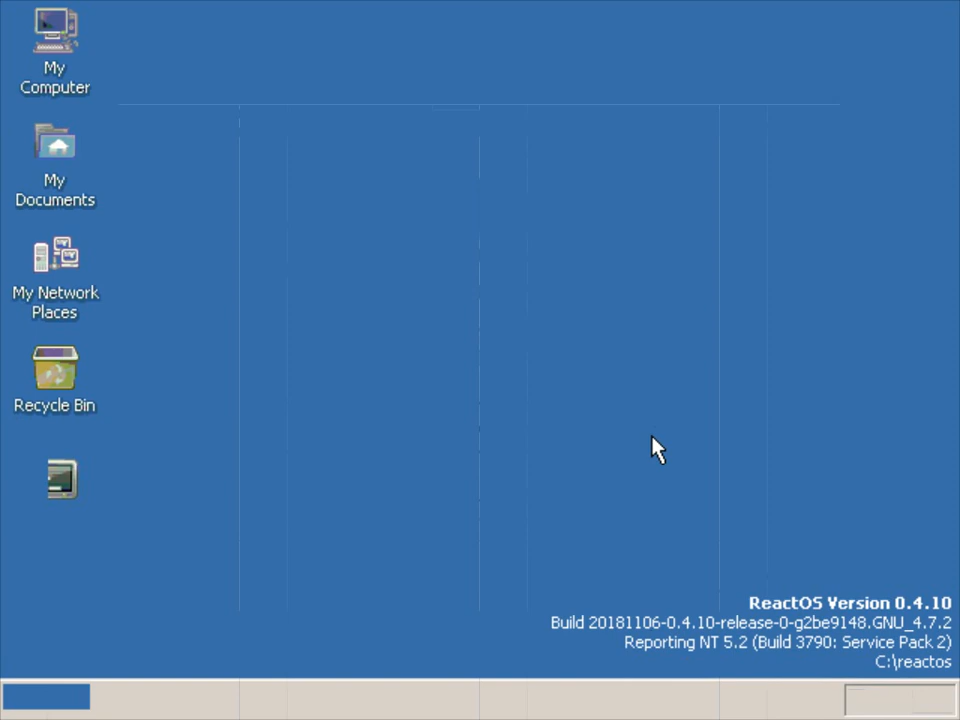 My
Computer
My
Documents
My Network
Places
Recycle Bin
ReactOS Version 0.4.10
Build 20181106-0.4.10-release-0-g2be9148.GNU_4.7.2
Reporting NT 5.2 (Build 3790: Service Pack 2)
C:\reactos